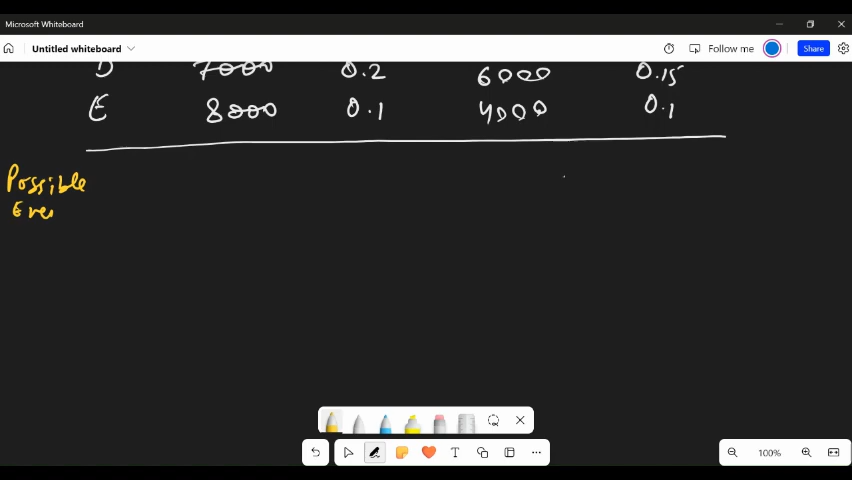 Microsoft Whiteboard
Untitled whiteboard
Follow me
Share
D 7000 0.2 6000 0.15
E 8000 0.1 4000 0.1
Possible
Eve
100%